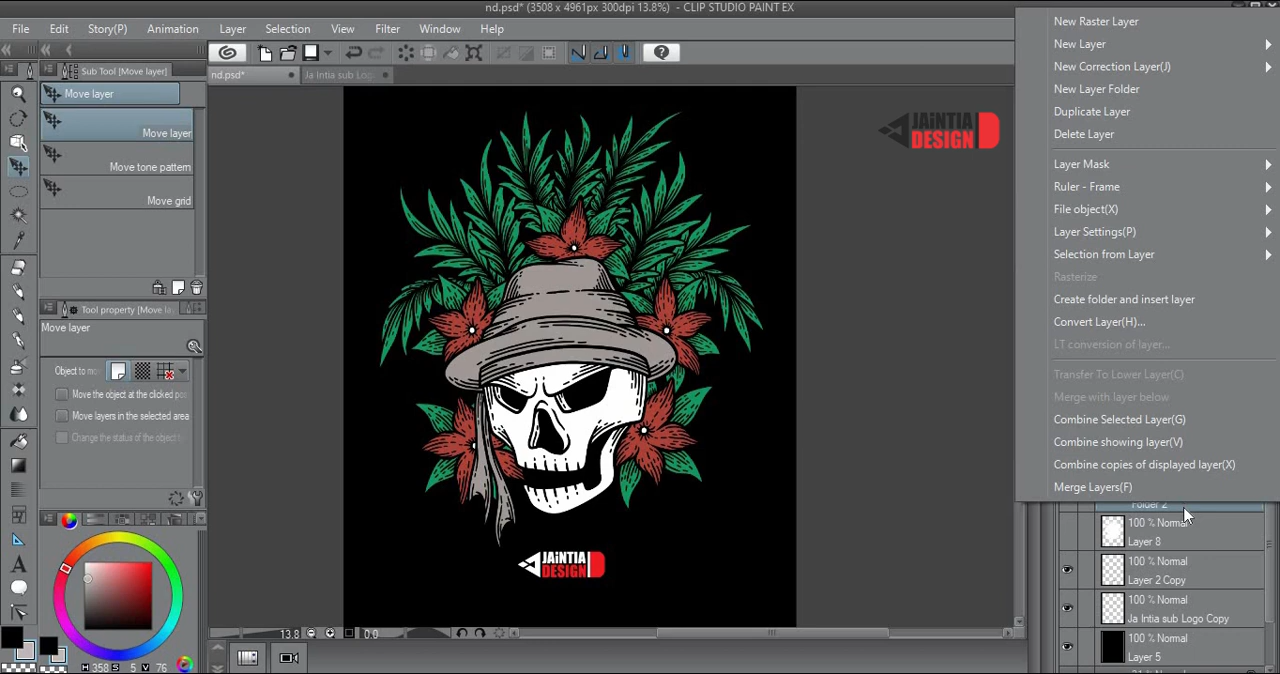 nd.psd* (3508 x 4961px 300dpi 13.8%) - CLIP STUDIO PAINT EX
File Edit Story(P) Animation Layer Selection View Filter Window Help
Sub Tool [Move layer]
nd.psd*
Ja Intia sub Logo
Move layer
Move layer
Move tone pattern
Move grid
Tool property [Move la
Move layer
Object to mo
Move the object at the clicked po
Move layers in the selected area
Change the status of the object
H 358 S 5 V 76
JAiNTIA
DESIGN
JAiNTIA
DESIGN
13.8
0.0
New Raster Layer
New Layer
New Correction Layer(J)
New Layer Folder
Duplicate Layer
Delete Layer
Layer Mask
Ruler - Frame
File object(X)
Layer Settings(P)
Selection from Layer
Rasterize
Create folder and insert layer
Convert Layer(H)...
LT conversion of layer...
Transfer To Lower Layer(C)
Merge with layer below
Combine Selected Layer(G)
Combine showing layer(V)
Combine copies of displayed layer(X)
Merge Layers(F)
Folder 2
100 % Normal
Layer 8
100 % Normal
Layer 2 Copy
100 % Normal
Ja Intia sub Logo Copy
100 % Normal
Layer 5